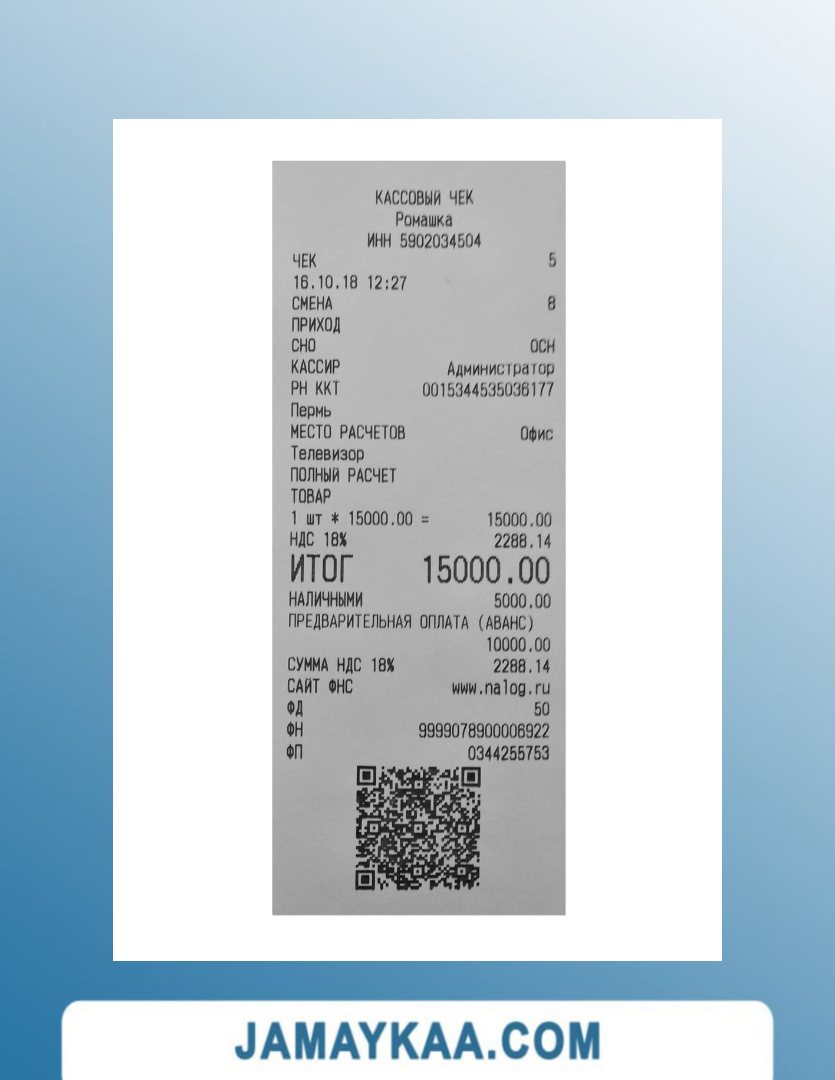 КАССОВЫЙ ЧЕК
Ромашка
ИНН 5902034504
ЧЕК 5
16.10.18 12:27
СМЕНА 8
ПРИХОД
СНО ОСН
КАССИР Администратор
РН ККТ 0015344535036177
Пермь
МЕСТО РАСЧЕТОВ Офис
Телевизор
ПОЛНЫЙ РАСЧЕТ
ТОВАР
1 шт * 15000.00 = 15000.00
НДС 18% 2288.14
ИТОГ 15000.00
НАЛИЧНЫМИ 5000.00
ПРЕДВАРИТЕЛЬНАЯ ОПЛАТА (АВАНС)
10000.00
СУММА НДС 18% 2288.14
САЙТ ФНС www.nalog.ru
ФД 50
ФН 9999078900006922
ФП 0344255753
JAMAYKAA.COM